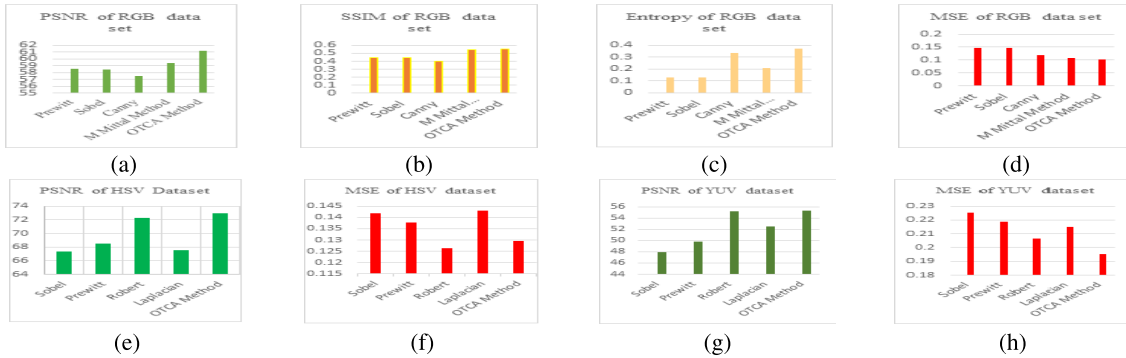 PSNR of RGB data
set
62
61
60
59
58
57
56
55
Prewitt
Sobel
Canny
M Mittal Method
OTCA Method
(a)
SSIM of RGB data
set
0.6
0.5
0.4
0.3
0.2
0.1
0
Prewitt
Sobel
Canny
M Mittal...
OTCA Method
(b)
Entropy of RGB data
set
0.4
0.3
0.2
0.1
0
Prewitt
Sobel
Canny
M Mittal...
OTCA Method
(c)
MSE of RGB data set
0.2
0.15
0.1
0.05
0
Prewitt
Sobel
Canny
M Mittal Method
OTCA Method
(d)
PSNR of HSV Dataset
74
72
70
68
66
64
Sobel
Prewitt
Robert
Laplacian
OTCA Method
(e)
MSE of HSV dataset
0.145
0.14
0.135
0.13
0.125
0.12
0.115
Sobel
Prewitt
Robert
Laplacian
OTCA Method
(f)
PSNR of YUV dataset
56
54
52
50
48
46
44
Sobel
Prewitt
Robert
Laplacian
OTCA Method
(g)
MSE of YUV dataset
0.23
0.22
0.21
0.2
0.19
0.18
Sobel
Prewitt
Robert
Laplacian
OTCA Method
(h)